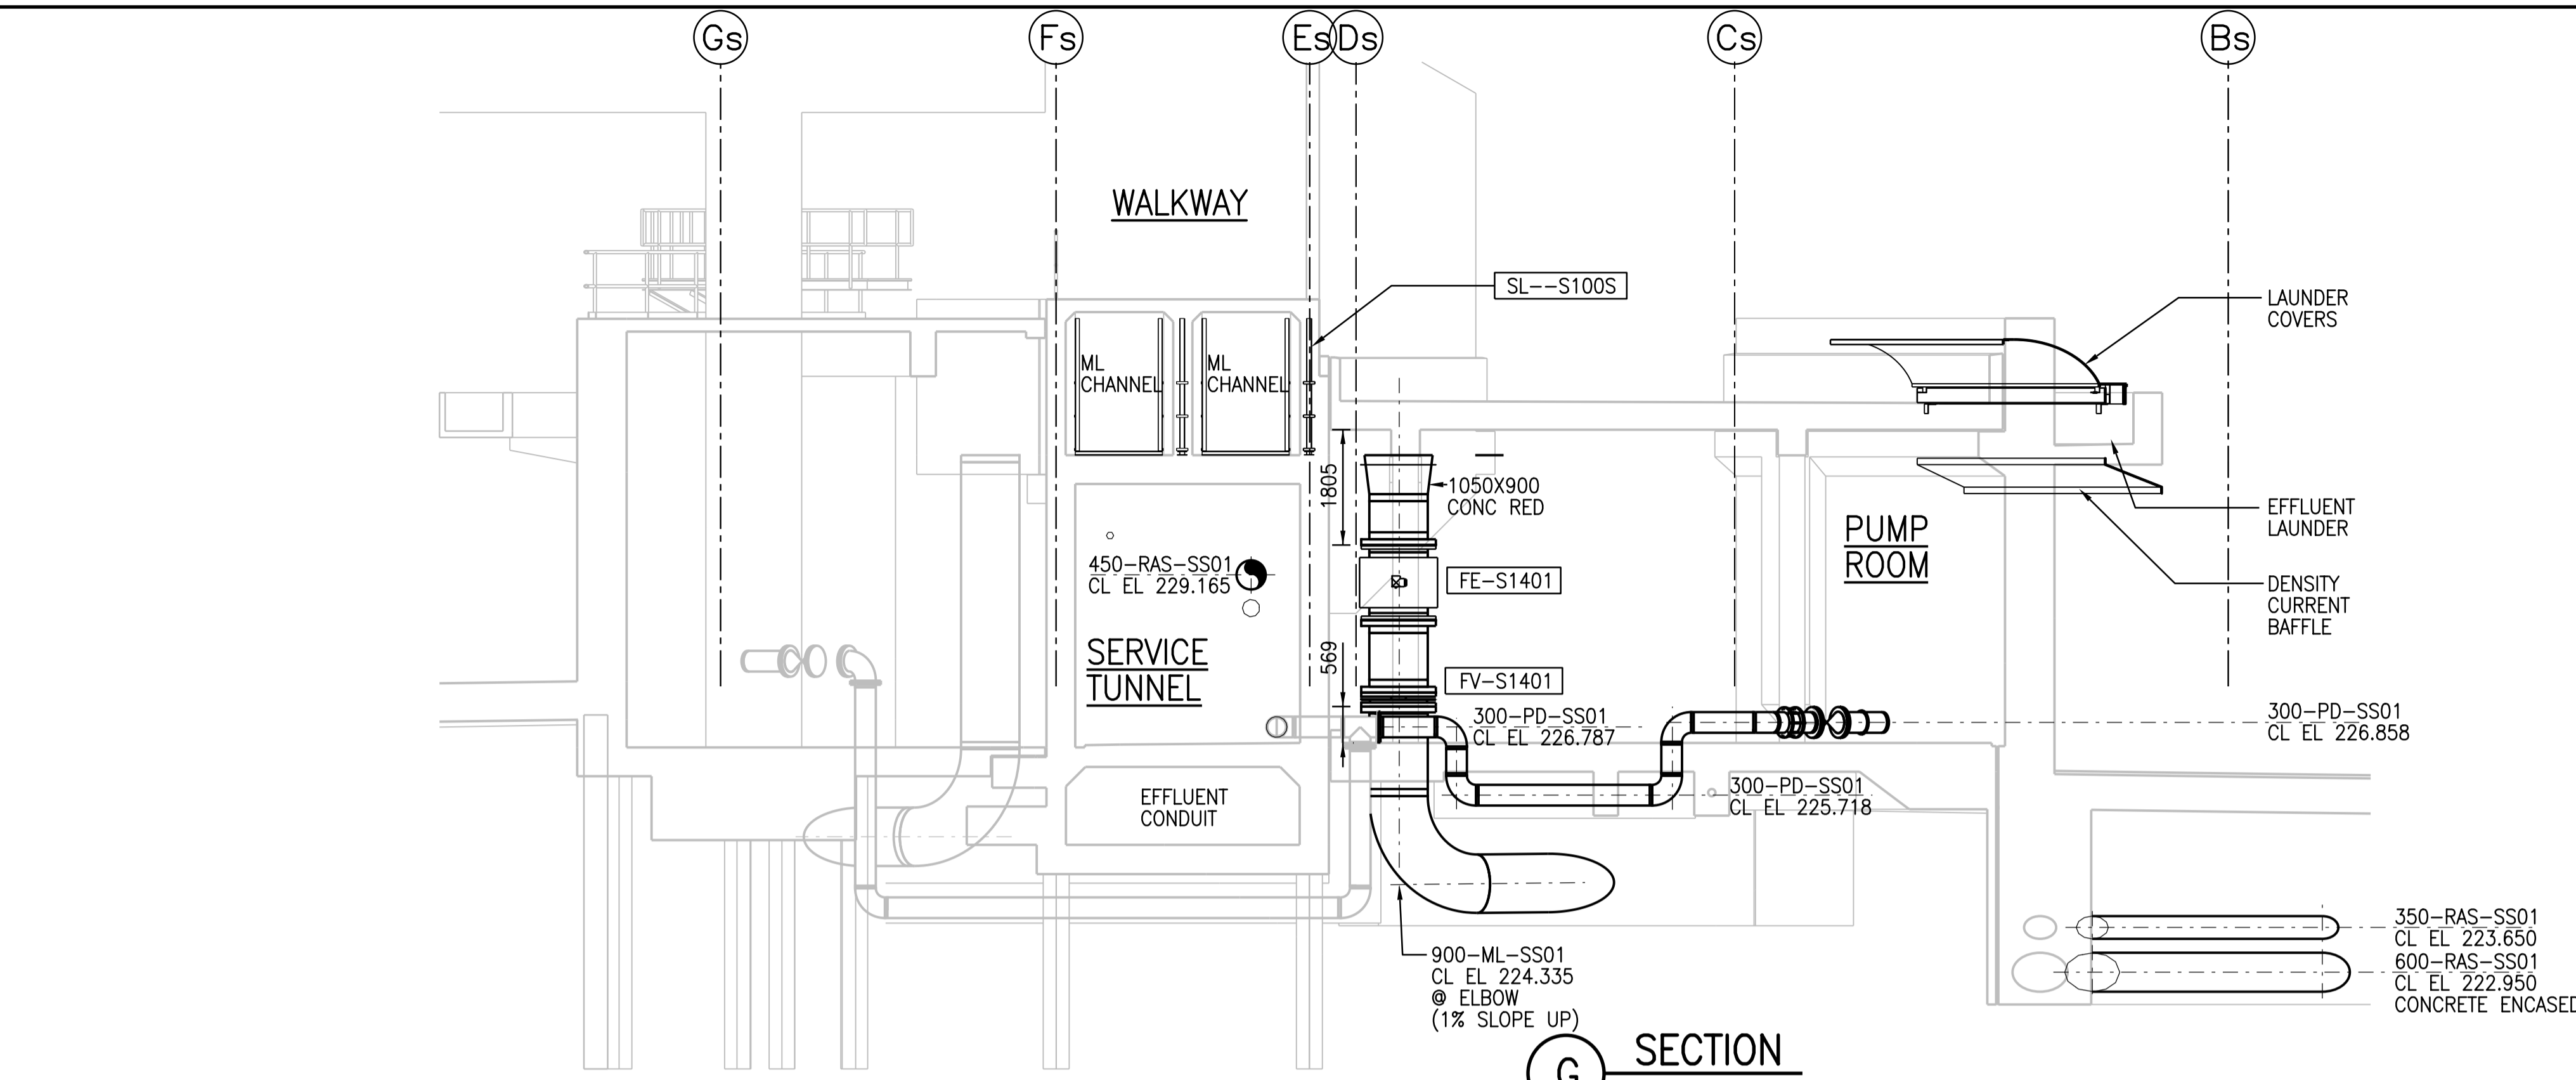 Gs
Fs
Es
Ds
Cs
Bs
WALKWAY
SL--S100S
LAUNDER
COVERS
ML
CHANNEL
ML
CHANNEL
1805
1050X900
CONC RED
EFFLUENT
LAUNDER
PUMP
ROOM
450-RAS-SS01
CL EL 229.165
FE-S1401
DENSITY
CURRENT
BAFFLE
SERVICE
TUNNEL
569
FV-S1401
300-PD-SS01
CL EL 226.787
300-PD-SS01
CL EL 226.858
EFFLUENT
CONDUIT
300-PD-SS01
CL EL 225.718
350-RAS-SS01
CL EL 223.650
600-RAS-SS01
CL EL 222.950
CONCRETE ENCASED
900-ML-SS01
CL EL 224.335
@ ELBOW
(1% SLOPE UP)
G
SECTION